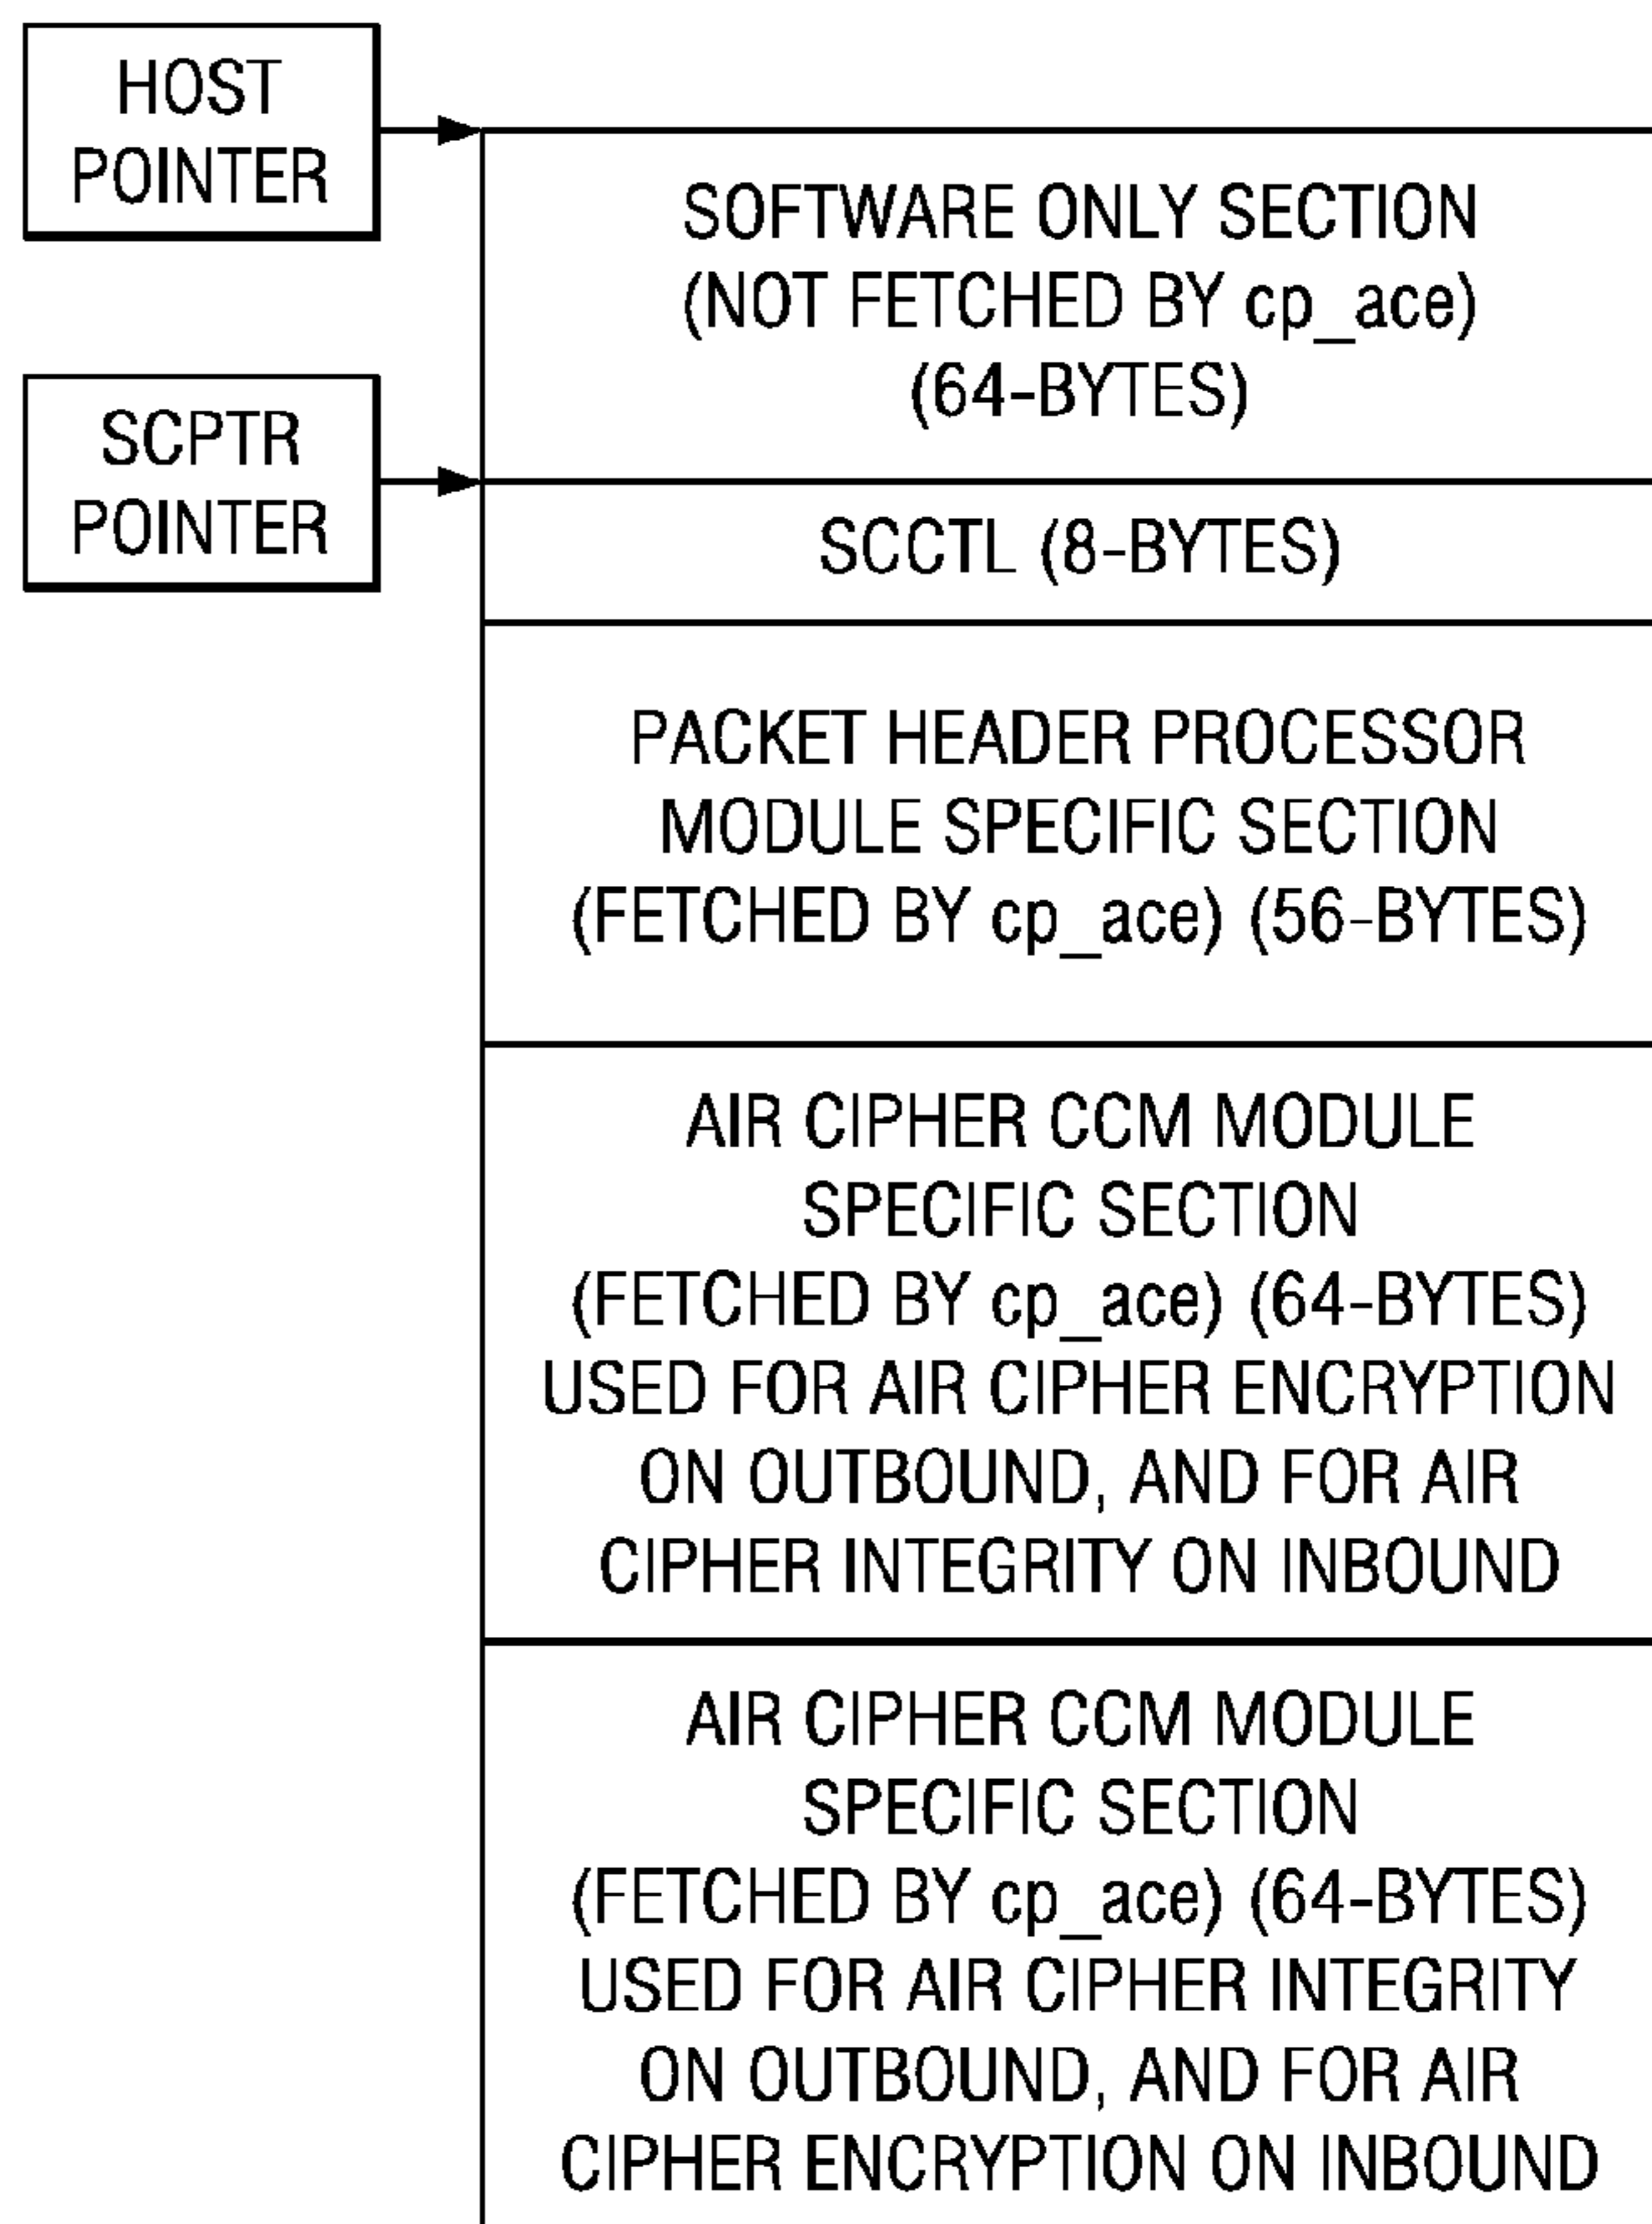 HOST
POINTER
SOFTWARE ONLY SECTION
(NOT FETCHED BY cp_ace)
(64-BYTES)
SCPTR
POINTER
SCCTL (8-BYTES)
PACKET HEADER PROCESSOR
MODULE SPECIFIC SECTION
(FETCHED BY cp_ace) (56-BYTES)
AIR CIPHER CCM MODULE
SPECIFIC SECTION
(FETCHED BY cp_ace) (64-BYTES)
USED FOR AIR CIPHER ENCRYPTION
ON OUTBOUND, AND FOR AIR
CIPHER INTEGRITY ON INBOUND
AIR CIPHER CCM MODULE
SPECIFIC SECTION
(FETCHED BY cp_ace) (64-BYTES)
USED FOR AIR CIPHER INTEGRITY
ON OUTBOUND, AND FOR AIR
CIPHER ENCRYPTION ON INBOUND